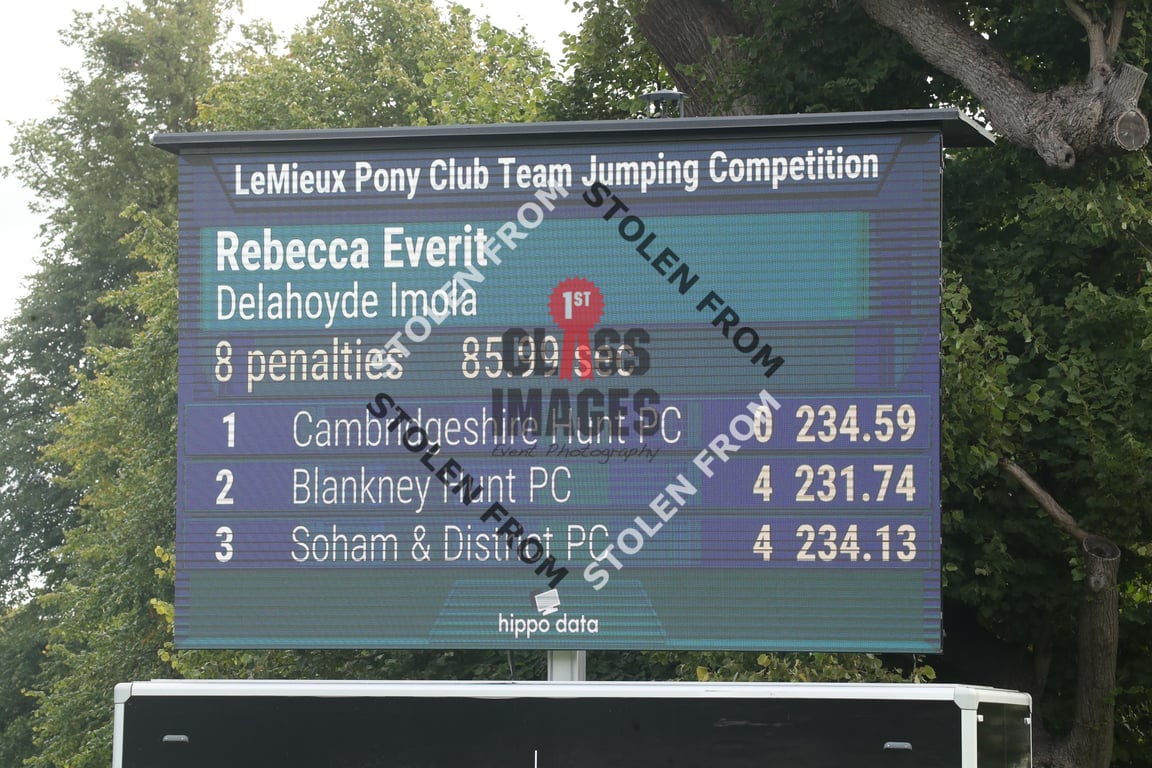 LeMieux Pony Club Team Jumping Competition
Rebecca Everit
Delahoyde Imola
8 penalties 85.99 sec
1 Cambridgeshire Hunt PC 0 234.59
2 Blankney Hunt PC 4 231.74
3 Soham & District PC 4 234.13
hippo data
STOLEN FROM
STOLEN FROM
1ST
CLASS
IMAGES
Event Photography
STOLEN FROM
STOLEN FROM